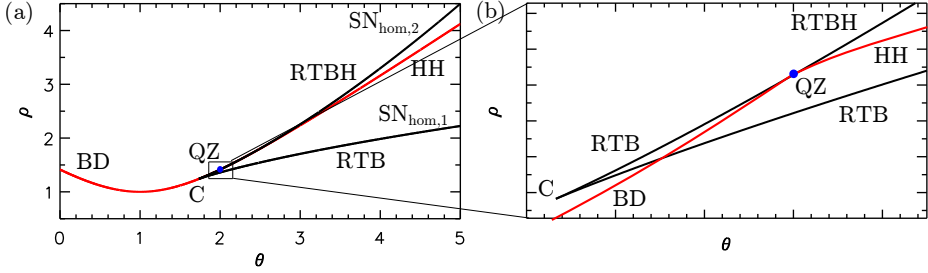 (a)
(b)
SN_hom,2
RTBH
HH
SN_hom,1
RTB
QZ
C
BD
ρ
4
3
2
1
0 1 2 3 4 5
θ
RTBH
HH
QZ
RTB
RTB
C
BD
ρ
θ